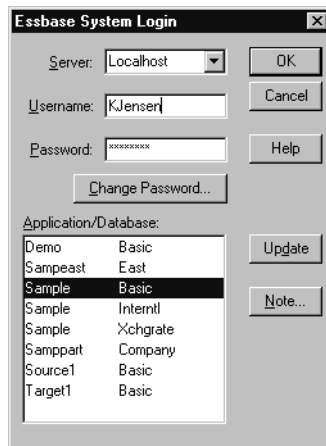 Essbase System Login
Server: Localhost OK
Username: KJensen Cancel
Password: ******** Help
Change Password...
Application/Database:
Demo Basic Update
Sampeast East
Sample Basic
Sample Interntl Note...
Sample Xchgrate
Samppart Company
Source1 Basic
Target1 Basic